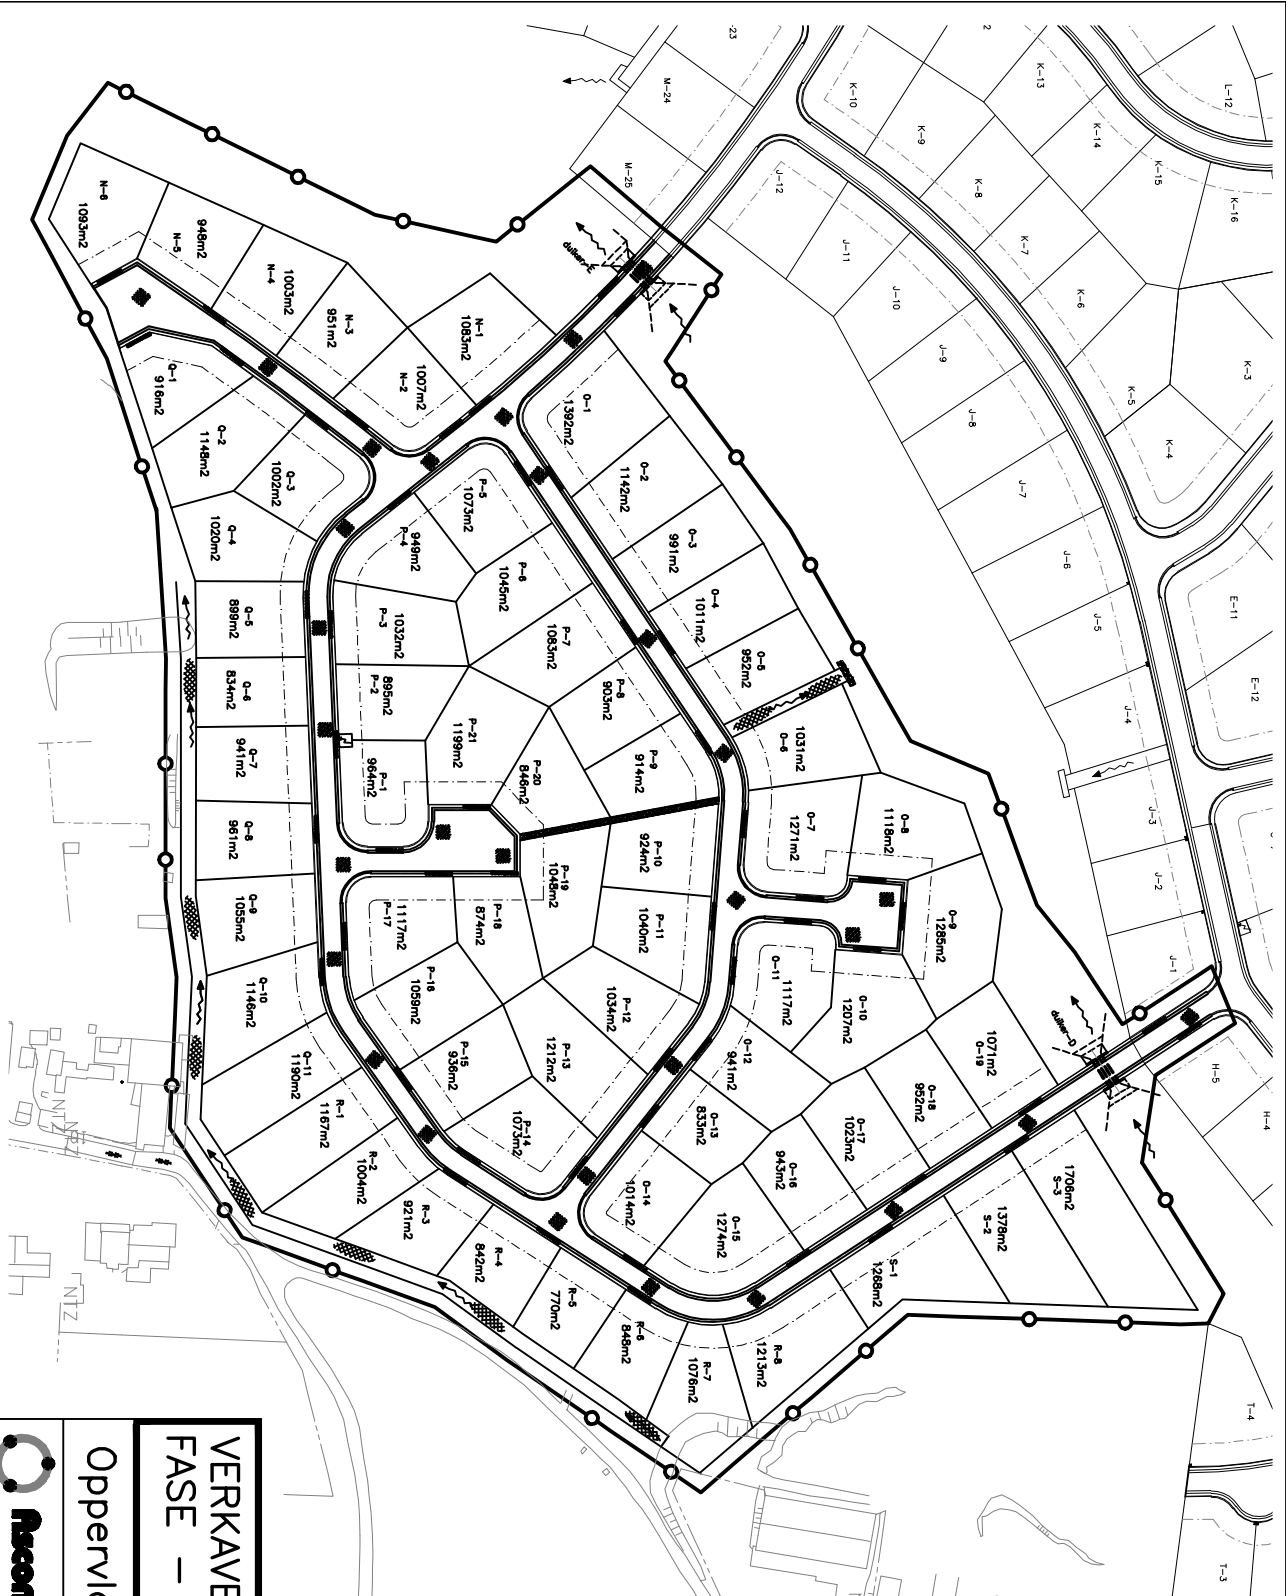 -23
M-24
M-25
K-10
K-9
K-8
K-7
K-6
K-5
K-4
K-3
2
K-13
K-14
K-15
K-16
L-12
J-12
J-11
J-10
J-9
J-8
J-7
J-6
J-5
J-4
J-3
J-2
J-1
E-11
E-12
H-5
H-4
T-4
T-3
duiker-E
duiker-D
N-6
1093m2
948m2
N-5
1003m2
N-4
N-3
951m2
1007m2
N-2
N-1
1083m2
O-1
1392m2
O-2
1142m2
O-3
991m2
O-4
1011m2
O-5
952m2
1031m2
O-6
O-7
1271m2
O-8
1118m2
O-9
1285m2
O-10
1207m2
1117m2
O-11
O-12
941m2
O-13
833m2
O-14
1014m2
O-15
1274m2
O-16
943m2
O-17
1023m2
O-18
952m2
1071m2
O-19
P-1
964m2
895m2
P-2
1032m2
P-3
949m2
P-4
P-5
1073m2
P-6
1045m2
P-7
1083m2
P-8
903m2
P-9
914m2
P-10
924m2
P-11
1040m2
P-12
1034m2
P-13
1212m2
P-14
1073m2
P-15
936m2
P-16
1059m2
1117m2
P-17
P-18
874m2
P-19
1048m2
P-20
846m2
P-21
1199m2
Q-1
916m2
Q-2
1148m2
Q-3
1002m2
Q-4
1020m2
Q-5
899m2
Q-6
834m2
Q-7
941m2
Q-8
961m2
Q-9
1055m2
Q-10
1146m2
Q-11
1190m2
R-1
1167m2
R-2
1004m2
R-3
921m2
R-4
842m2
R-5
770m2
R-6
848m2
R-7
1076m2
R-8
1213m2
S-1
1268m2
1378m2
S-2
1706m2
S-3
NTZ
NTZ
NTZ
VERKAVE
FASE -
Oppervla
Ascon